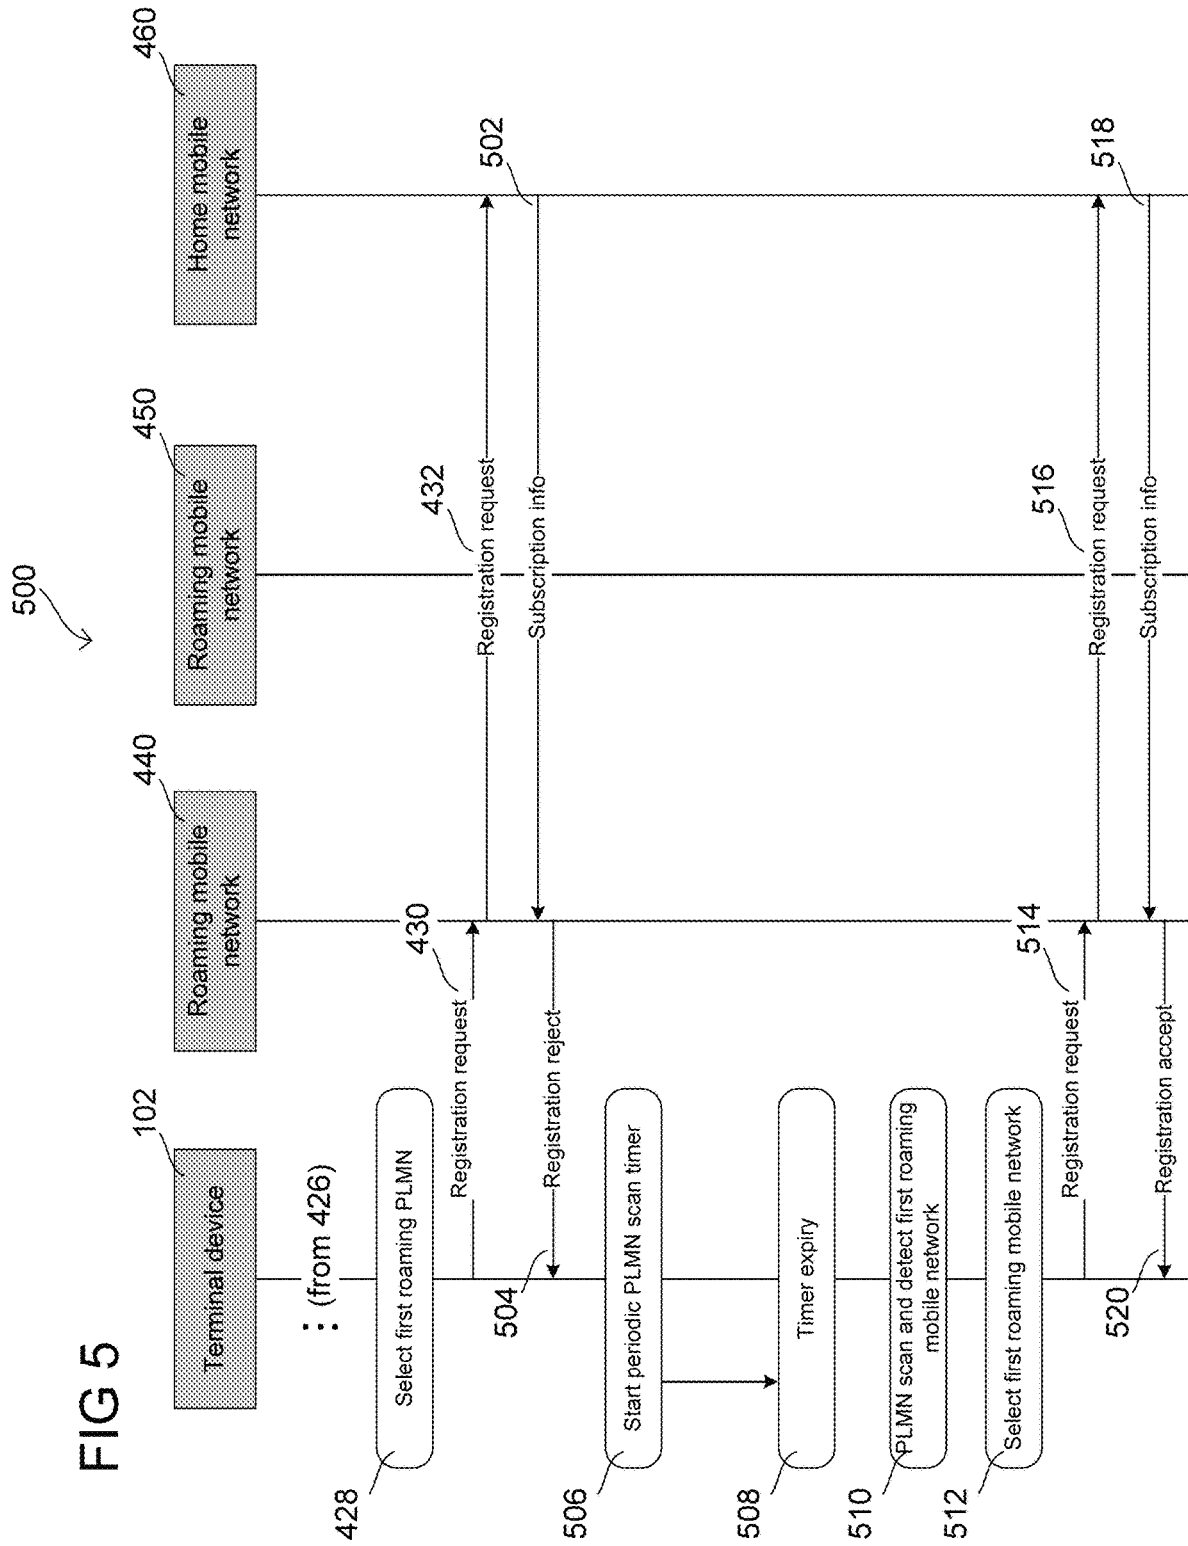 FIG 5
500
102
Terminal device
440
Roaming mobile
network
450
Roaming mobile
network
460
Home mobile
network
⋮ (from 426)
428
Select first roaming PLMN
430
Registration request
432
Registration request
502
Subscription info
504
Registration reject
506
Start periodic PLMN scan timer
508
Timer expiry
510
PLMN scan and detect first roaming
mobile network
512
Select first roaming mobile network
514
Registration request
516
Registration request
518
Subscription info
520
Registration accept